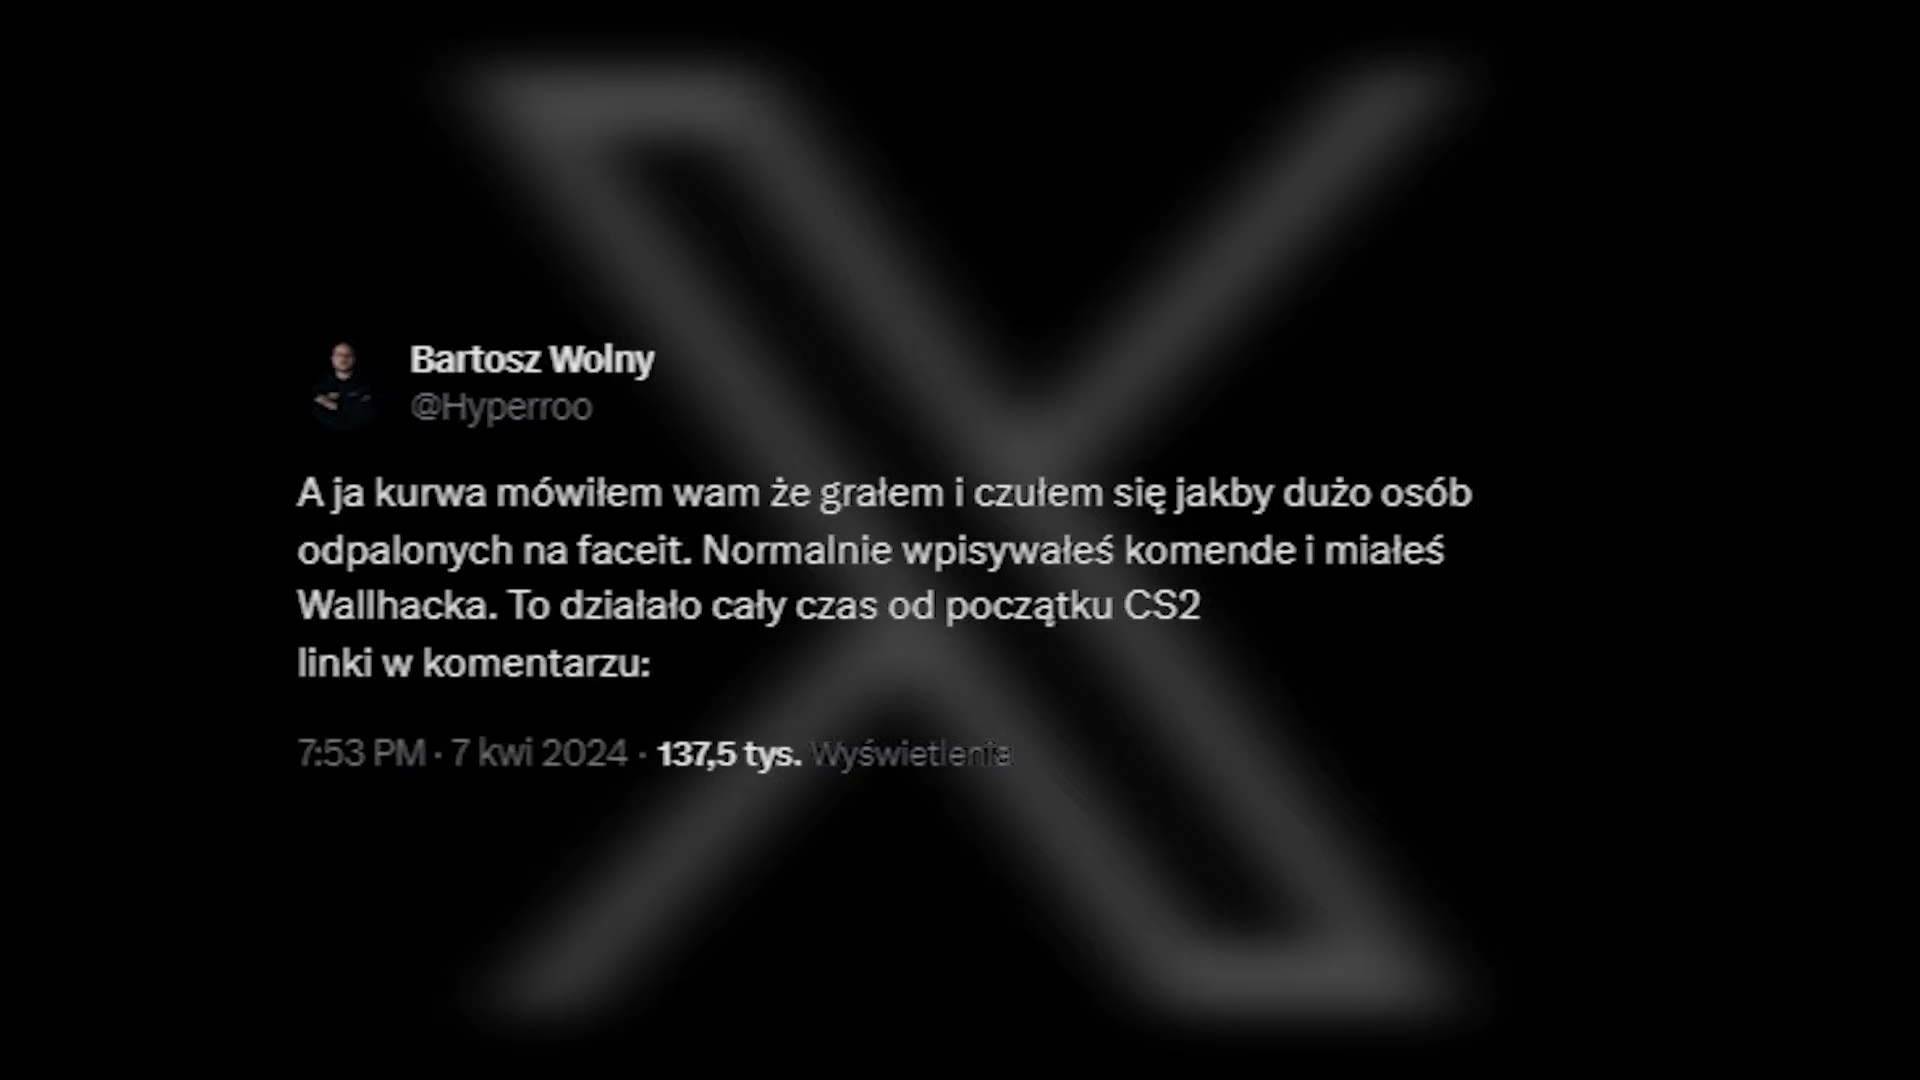 Bartosz Wolny
@Hyperroo
A ja kurwa mówiłem wam że grałem i czułem się jakby dużo osób
odpalonych na faceit. Normalnie wpisywałeś komende i miałeś
Wallhacka. To działało cały czas od początku CS2
linki w komentarzu:
7:53 PM · 7 kwi 2024 · 137,5 tys. Wyświetlenia